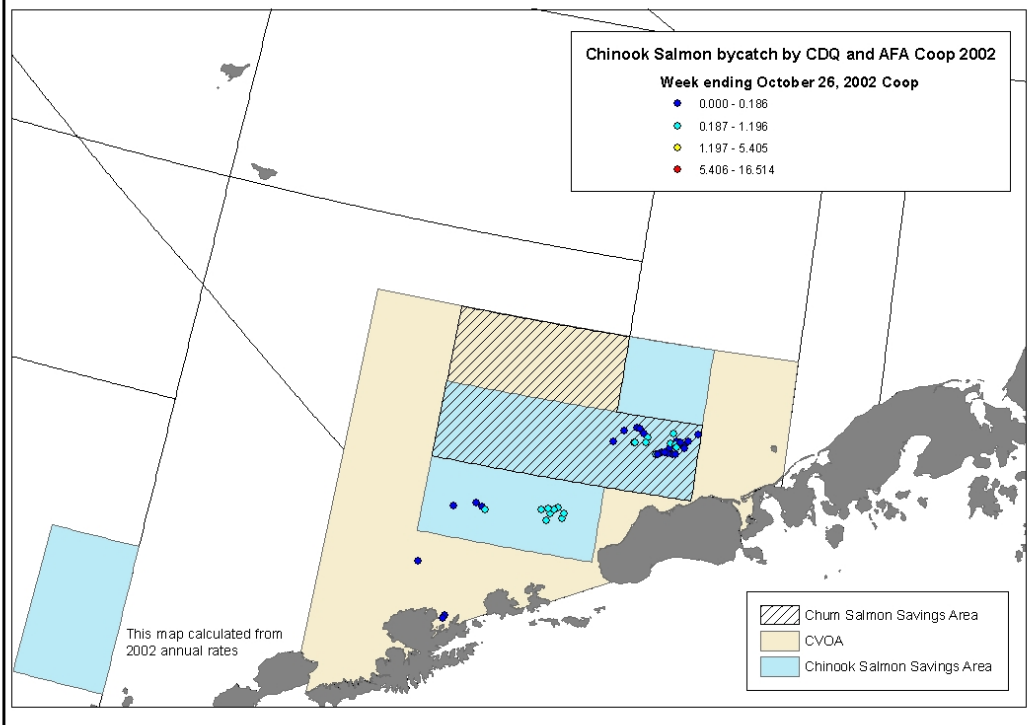 Chinook Salmon bycatch by CDQ and AFA Coop 2002
Week ending October 26, 2002 Coop
0.000 - 0.186
0.187 - 1.196
1.197 - 5.405
5.406 - 16.514
This map calculated from
2002 annual rates
Chum Salmon Savings Area
CVOA
Chinook Salmon Savings Area